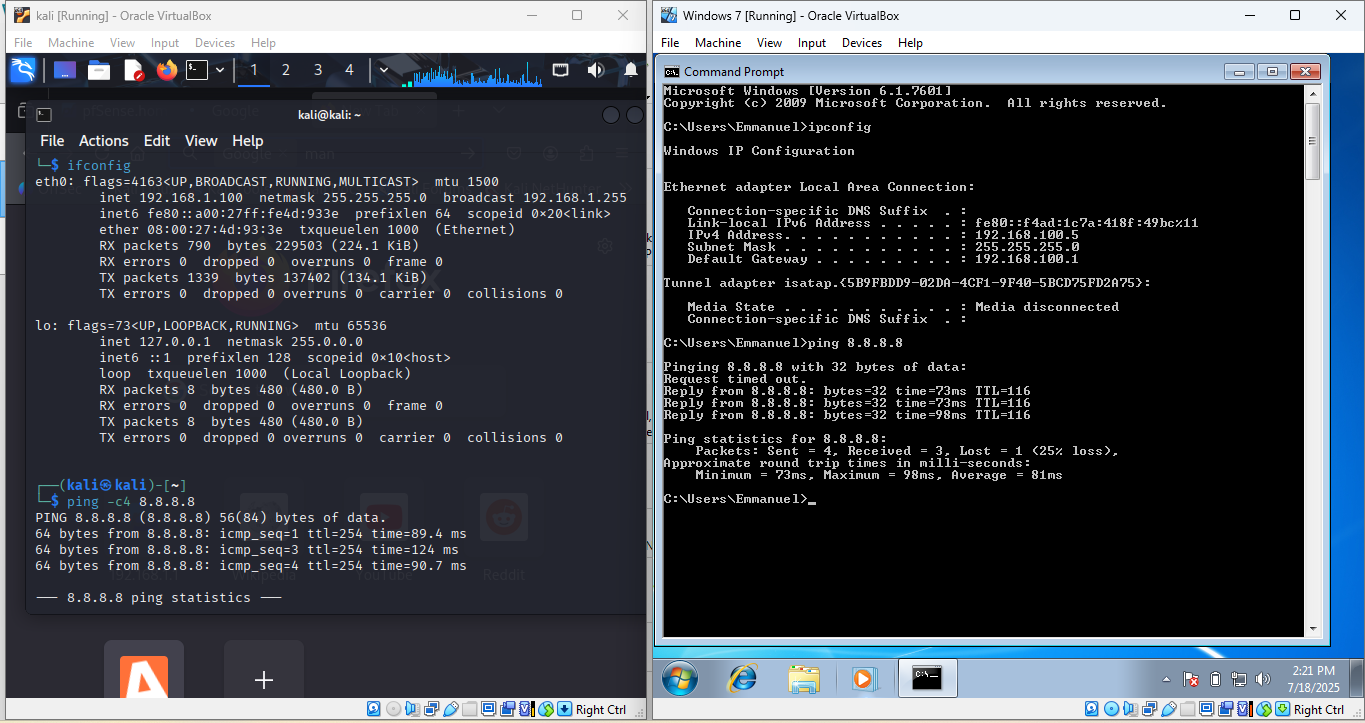 kali [Running] - Oracle VirtualBox
File Machine View Input Devices Help
1 2 3 4
kali@kali: ~
File Actions Edit View Help
└─$ ifconfig
eth0: flags=4163<UP,BROADCAST,RUNNING,MULTICAST>  mtu 1500
inet 192.168.1.100  netmask 255.255.255.0  broadcast 192.168.1.255
inet6 fe80::a00:27ff:fe4d:933e  prefixlen 64  scopeid 0×20<link>
ether 08:00:27:4d:93:3e  txqueuelen 1000  (Ethernet)
RX packets 790  bytes 229503 (224.1 KiB)
RX errors 0  dropped 0  overruns 0  frame 0
TX packets 1339  bytes 137402 (134.1 KiB)
TX errors 0  dropped 0 overruns 0  carrier 0  collisions 0
lo: flags=73<UP,LOOPBACK,RUNNING>  mtu 65536
inet 127.0.0.1  netmask 255.0.0.0
inet6 ::1  prefixlen 128  scopeid 0×10<host>
loop  txqueuelen 1000  (Local Loopback)
RX packets 8  bytes 480 (480.0 B)
RX errors 0  dropped 0  overruns 0  frame 0
TX packets 8  bytes 480 (480.0 B)
TX errors 0  dropped 0 overruns 0  carrier 0  collisions 0
┌──(kali㉿kali)-[~]
└─$ ping -c4 8.8.8.8
PING 8.8.8.8 (8.8.8.8) 56(84) bytes of data.
64 bytes from 8.8.8.8: icmp_seq=1 ttl=254 time=89.4 ms
64 bytes from 8.8.8.8: icmp_seq=3 ttl=254 time=124 ms
64 bytes from 8.8.8.8: icmp_seq=4 ttl=254 time=90.7 ms
192.168.1.1 Wikipedia YouTube Reddit
--- 8.8.8.8 ping statistics ---
Right Ctrl
Windows 7 [Running] - Oracle VirtualBox
File Machine View Input Devices Help
Command Prompt
Microsoft Windows [Version 6.1.7601]
Copyright (c) 2009 Microsoft Corporation.  All rights reserved.
C:\Users\Emmanuel>ipconfig
Windows IP Configuration
Ethernet adapter Local Area Connection:
Connection-specific DNS Suffix  . :
Link-local IPv6 Address . . . . . : fe80::f4ad:1c7a:418f:49bc%11
IPv4 Address. . . . . . . . . . . : 192.168.100.5
Subnet Mask . . . . . . . . . . . : 255.255.255.0
Default Gateway . . . . . . . . . : 192.168.100.1
Tunnel adapter isatap.{5B9FBDD9-02DA-4CF1-9F40-5BCD75FD2A75}:
Media State . . . . . . . . . . . : Media disconnected
Connection-specific DNS Suffix  . :
C:\Users\Emmanuel>ping 8.8.8.8
Pinging 8.8.8.8 with 32 bytes of data:
Request timed out.
Reply from 8.8.8.8: bytes=32 time=73ms TTL=116
Reply from 8.8.8.8: bytes=32 time=73ms TTL=116
Reply from 8.8.8.8: bytes=32 time=98ms TTL=116
Ping statistics for 8.8.8.8:
Packets: Sent = 4, Received = 3, Lost = 1 (25% loss),
Approximate round trip times in milli-seconds:
Minimum = 73ms, Maximum = 98ms, Average = 81ms
C:\Users\Emmanuel>_
2:21 PM
7/18/2025
Right Ctrl